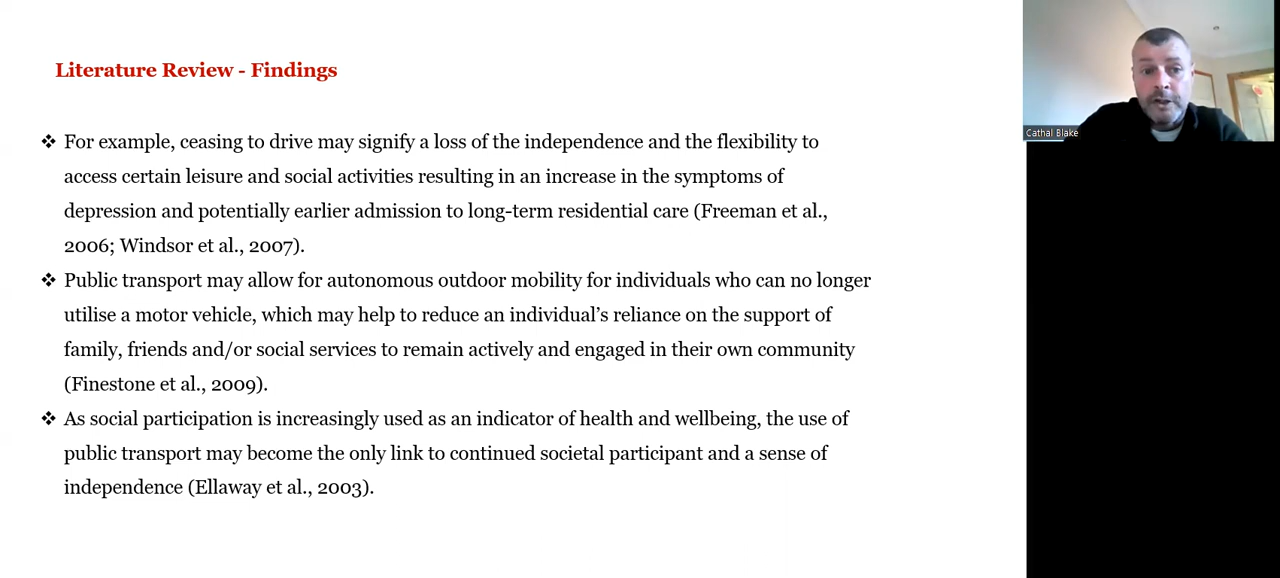 Literature Review - Findings
❖ For example, ceasing to drive may signify a loss of the independence and the flexibility to
access certain leisure and social activities resulting in an increase in the symptoms of
depression and potentially earlier admission to long-term residential care (Freeman et al.,
2006; Windsor et al., 2007).
❖ Public transport may allow for autonomous outdoor mobility for individuals who can no longer
utilise a motor vehicle, which may help to reduce an individual’s reliance on the support of
family, friends and/or social services to remain actively and engaged in their own community
(Finestone et al., 2009).
❖ As social participation is increasingly used as an indicator of health and wellbeing, the use of
public transport may become the only link to continued societal participant and a sense of
independence (Ellaway et al., 2003).
Cathal Blake